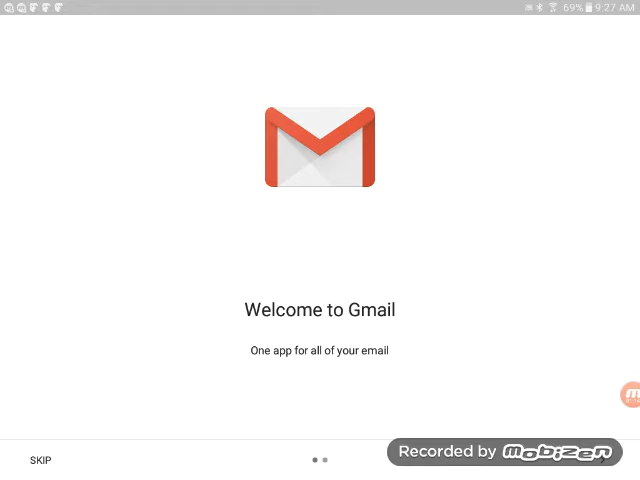 69% 9:27 AM
Welcome to Gmail
One app for all of your email
SKIP
Recorded by Mobizen